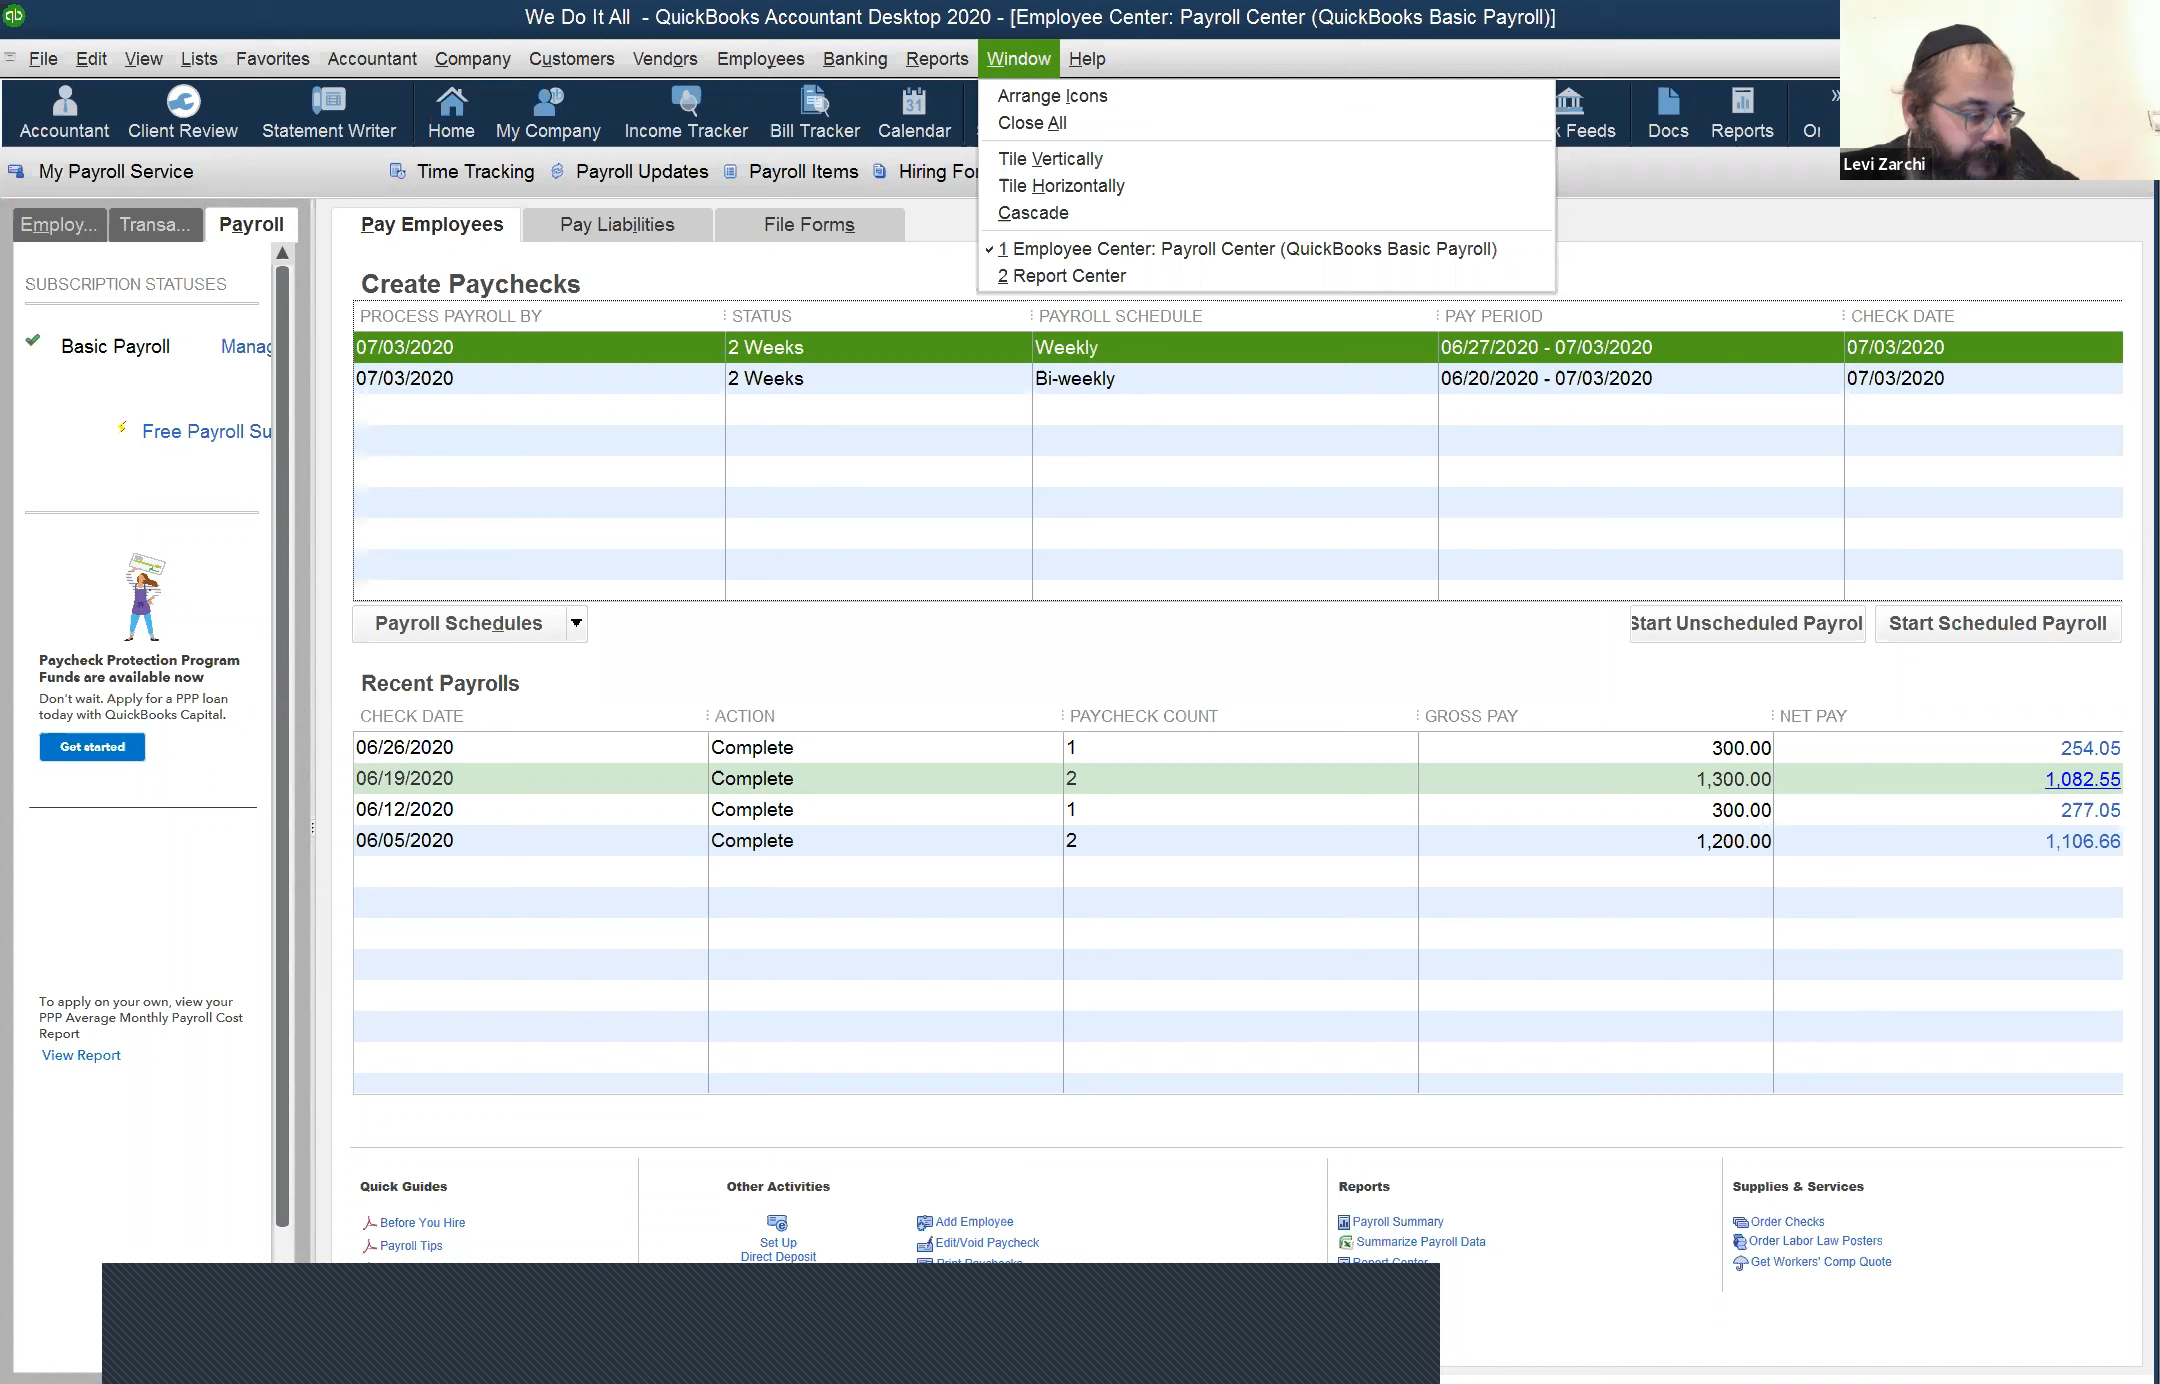 We Do It All - QuickBooks Accountant Desktop 2020 - [Employee Center: Payroll Center (QuickBooks Basic Payroll)]
File Edit View Lists Favorites Accountant Company Customers Vendors Employees Banking Reports Window Help
Accountant Client Review Statement Writer Home My Company Income Tracker Bill Tracker Calendar
31
Feeds Docs Reports
Levi Zarchi
Arrange Icons
Close All
Tile Vertically
Tile Horizontally
Cascade
1 Employee Center: Payroll Center (QuickBooks Basic Payroll)
2 Report Center
My Payroll Service Time Tracking Payroll Updates Payroll Items Hiring
Employ... Transa... Payroll
SUBSCRIPTION STATUSES
Basic Payroll Manag
Free Payroll Su
Paycheck Protection Program
Funds are available now
Don't wait. Apply for a PPP loan
today with QuickBooks Capital.
Get started
To apply on your own, view your
PPP Average Monthly Payroll Cost
Report
View Report
Pay Employees Pay Liabilities File Forms
Create Paychecks
PROCESS PAYROLL BY STATUS PAYROLL SCHEDULE PAY PERIOD CHECK DATE
07/03/2020 2 Weeks Weekly 06/27/2020 - 07/03/2020 07/03/2020
07/03/2020 2 Weeks Bi-weekly 06/20/2020 - 07/03/2020 07/03/2020
Payroll Schedules Start Unscheduled Payrol Start Scheduled Payroll
Recent Payrolls
CHECK DATE ACTION PAYCHECK COUNT GROSS PAY NET PAY
06/26/2020 Complete 1 300.00 254.05
06/19/2020 Complete 2 1,300.00 1,082.55
06/12/2020 Complete 1 300.00 277.05
06/05/2020 Complete 2 1,200.00 1,106.66
Quick Guides
Before You Hire
Payroll Tips
Other Activities
Set Up
Direct Deposit
Add Employee
Edit/Void Paycheck
Print Paychecks
Reports
Payroll Summary
Summarize Payroll Data
Report Center
Supplies & Services
Order Checks
Order Labor Law Posters
Get Workers' Comp Quote